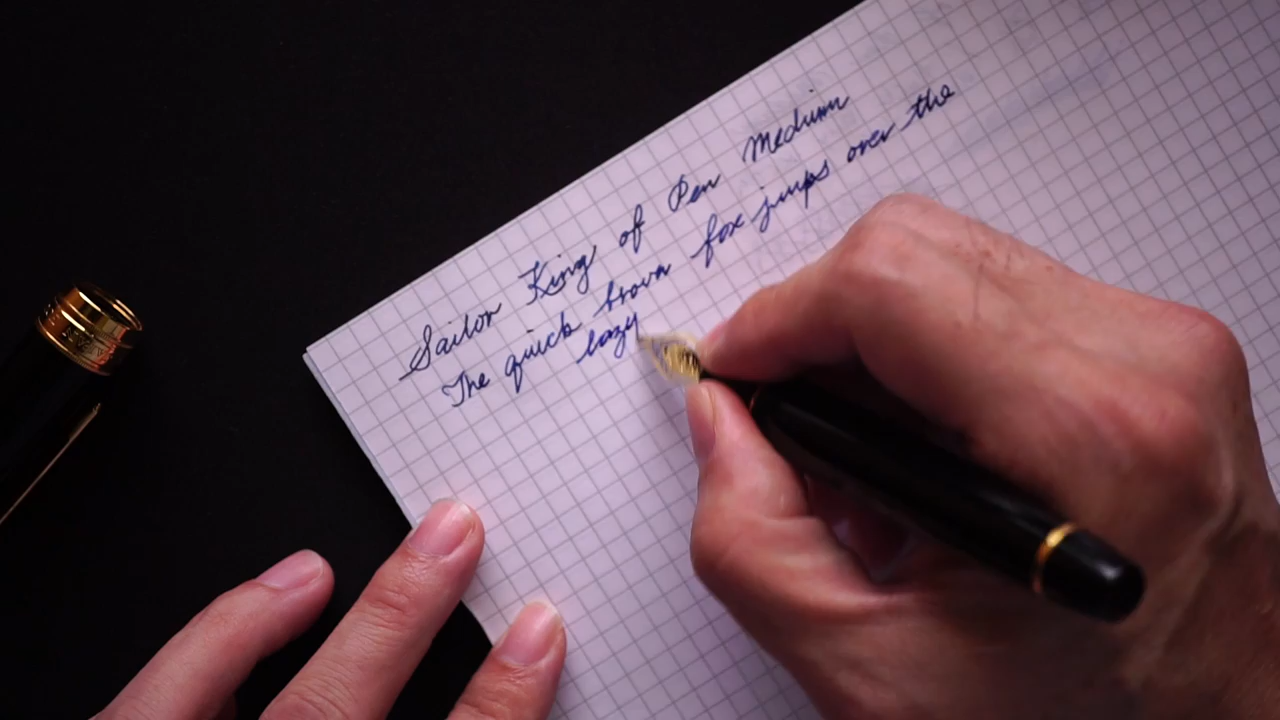 Sailor King of Pen Medium
The quick brown fox jumps over the
lazy